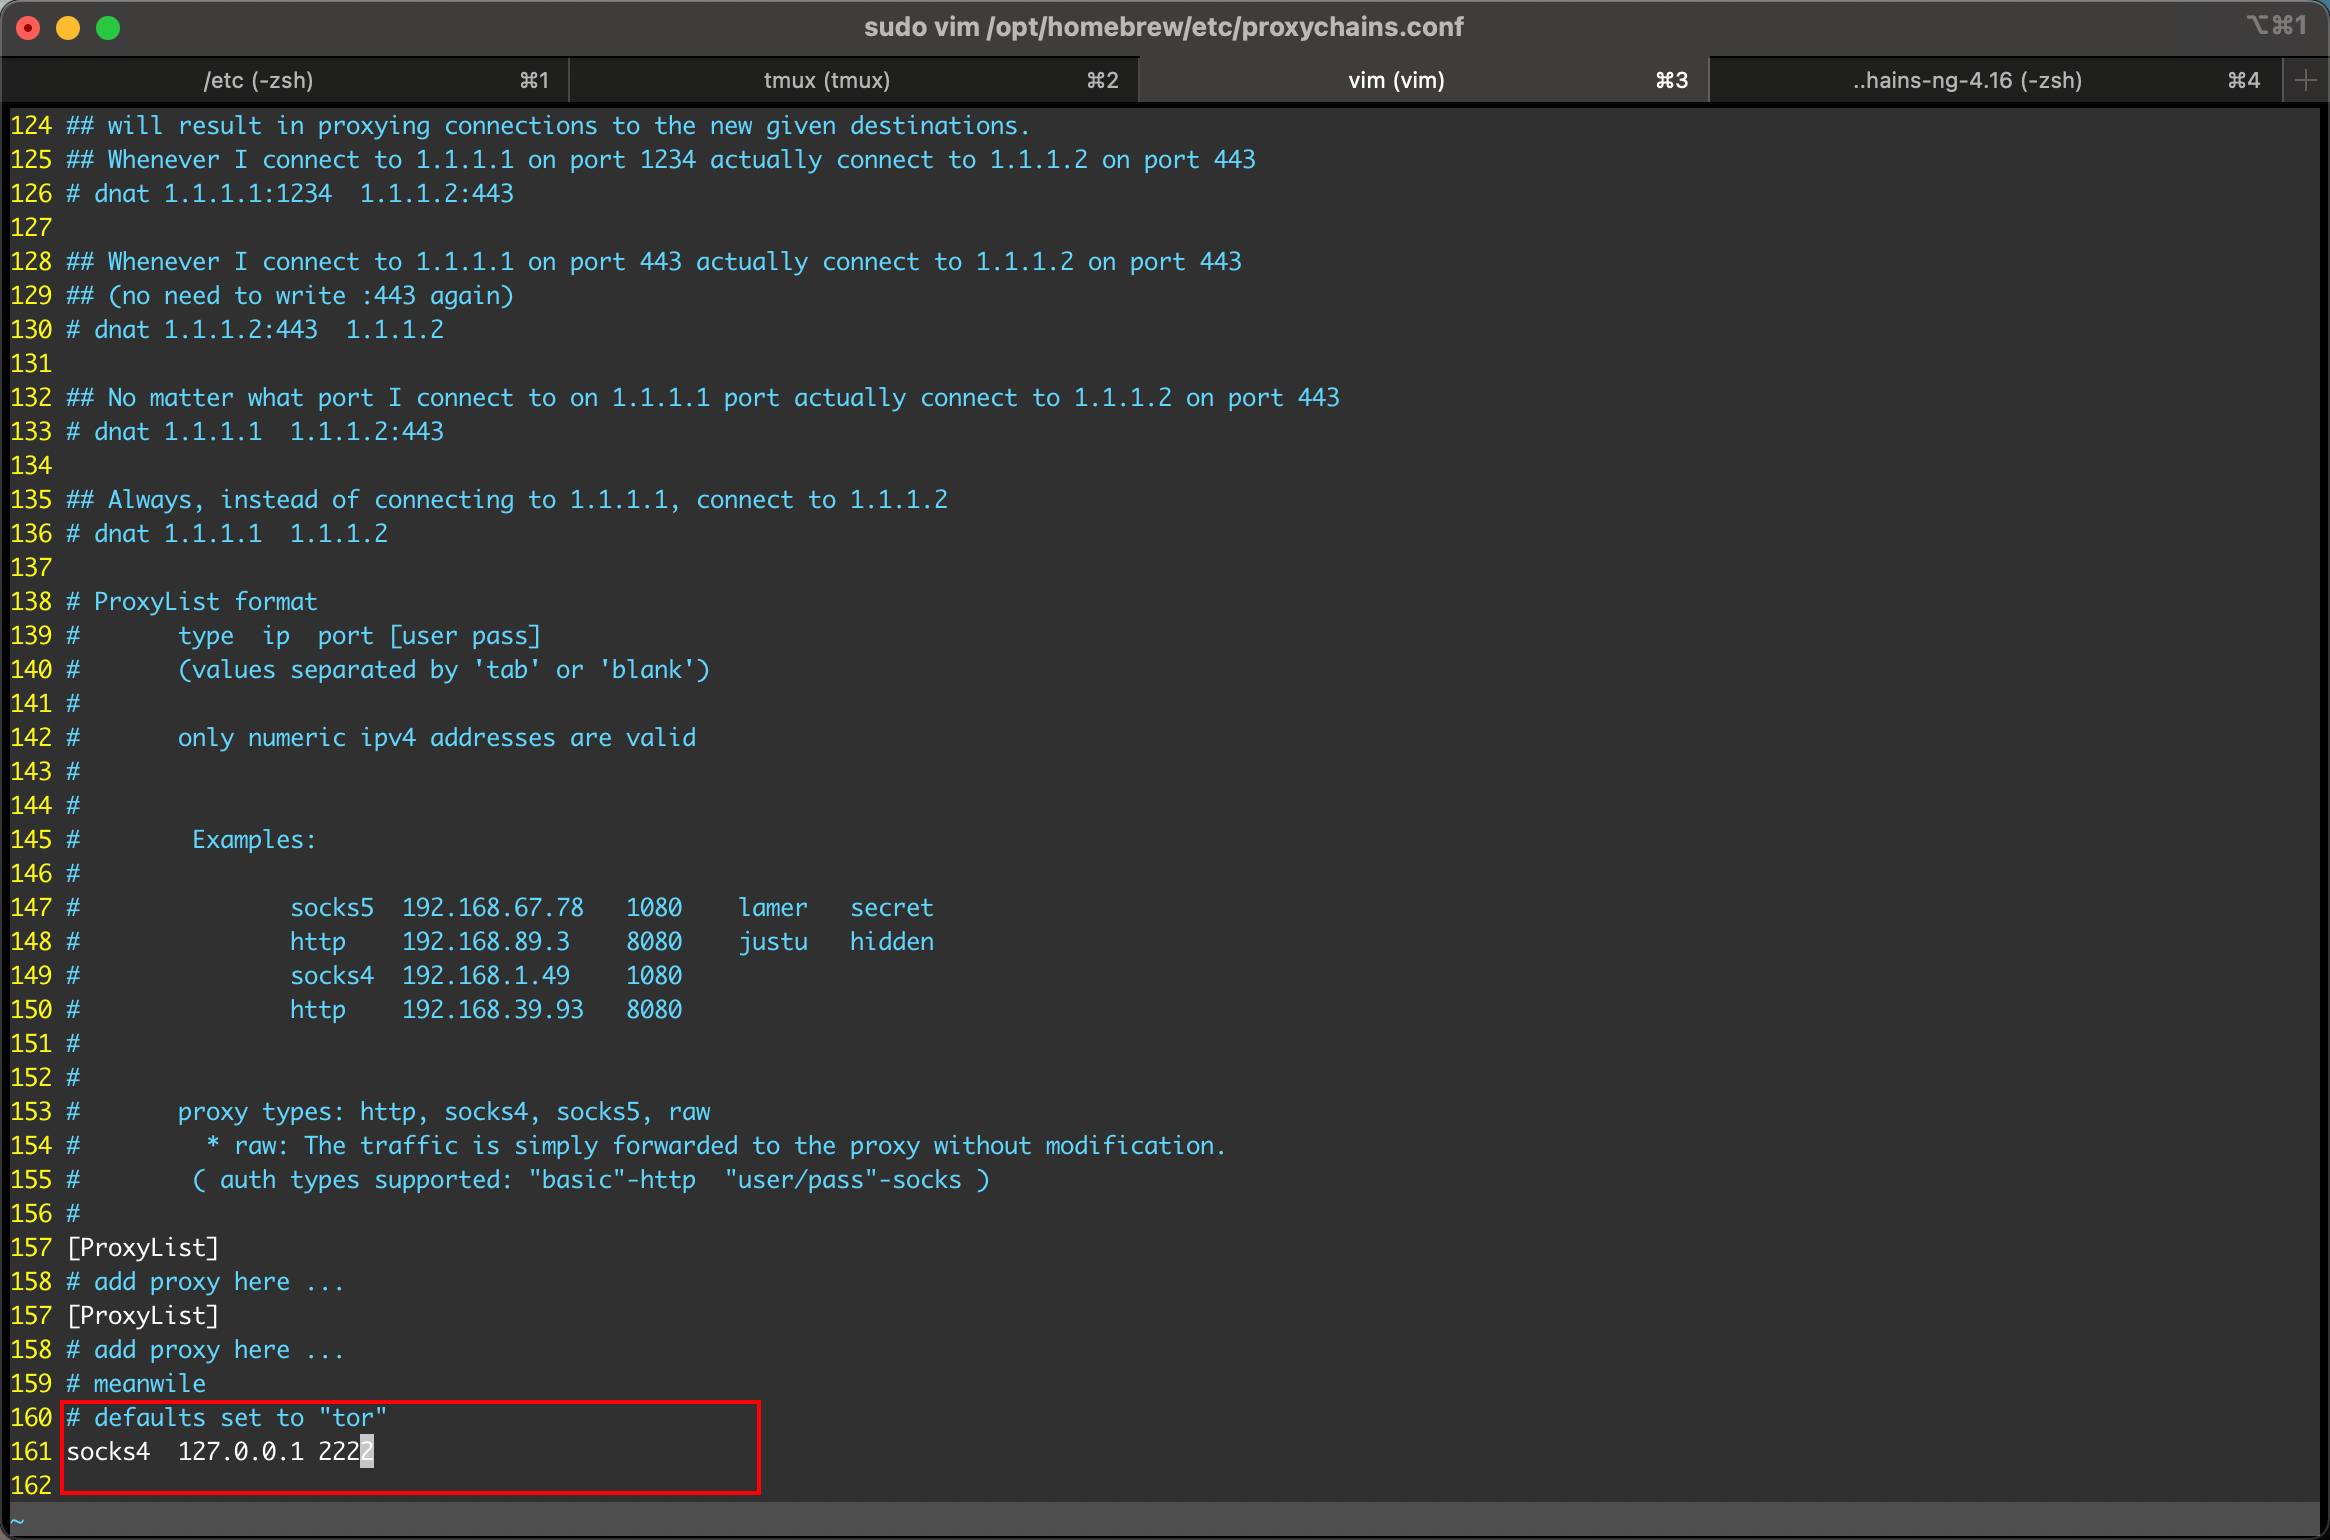 sudo vim /opt/homebrew/etc/proxychains.conf
⌥⌘1
/etc (-zsh) ⌘1 tmux (tmux) ⌘2 vim (vim) ⌘3 ..hains-ng-4.16 (-zsh) ⌘4 +
124 ## will result in proxying connections to the new given destinations.
125 ## Whenever I connect to 1.1.1.1 on port 1234 actually connect to 1.1.1.2 on port 443
126 # dnat 1.1.1.1:1234  1.1.1.2:443
127
128 ## Whenever I connect to 1.1.1.1 on port 443 actually connect to 1.1.1.2 on port 443
129 ## (no need to write :443 again)
130 # dnat 1.1.1.2:443  1.1.1.2
131
132 ## No matter what port I connect to on 1.1.1.1 port actually connect to 1.1.1.2 on port 443
133 # dnat 1.1.1.1  1.1.1.2:443
134
135 ## Always, instead of connecting to 1.1.1.1, connect to 1.1.1.2
136 # dnat 1.1.1.1  1.1.1.2
137
138 # ProxyList format
139 #       type  ip  port [user pass]
140 #       (values separated by 'tab' or 'blank')
141 #
142 #       only numeric ipv4 addresses are valid
143 #
144 #
145 #        Examples:
146 #
147 #               socks5  192.168.67.78   1080    lamer   secret
148 #               http    192.168.89.3    8080    justu   hidden
149 #               socks4  192.168.1.49    1080
150 #               http    192.168.39.93   8080
151 #
152 #
153 #       proxy types: http, socks4, socks5, raw
154 #         * raw: The traffic is simply forwarded to the proxy without modification.
155 #        ( auth types supported: "basic"-http  "user/pass"-socks )
156 #
157 [ProxyList]
158 # add proxy here ...
157 [ProxyList]
158 # add proxy here ...
159 # meanwile
160 # defaults set to "tor"
161 socks4  127.0.0.1 2222
162
~